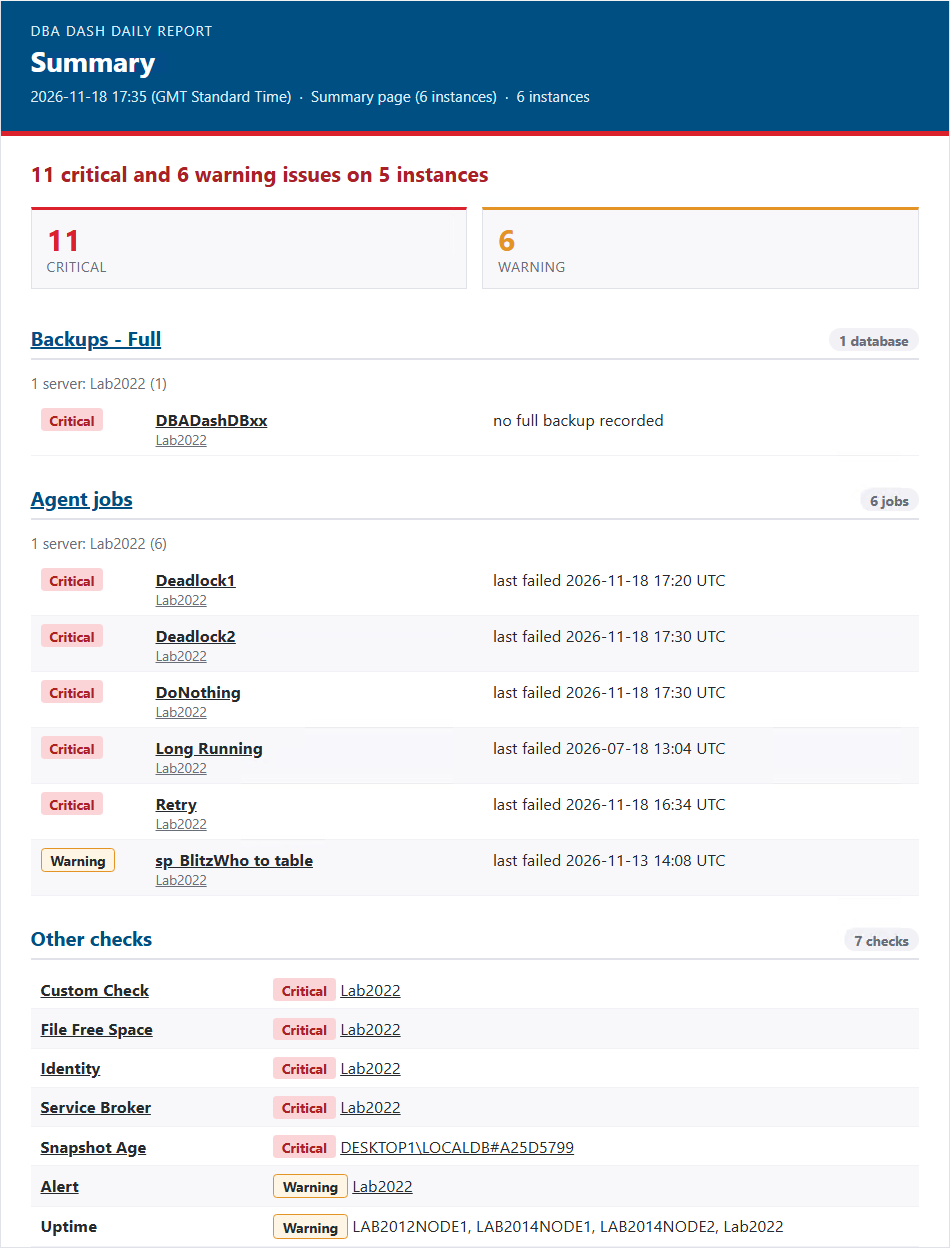 DBA DASH DAILY REPORT
Summary
2026-11-18 17:35 (GMT Standard Time) · Summary page (6 instances) · 6 instances
11 critical and 6 warning issues on 5 instances
11
CRITICAL
6
WARNING
Backups - Full
1 database
1 server: Lab2022 (1)
Critical DBADashDBxx no full backup recorded
Lab2022
Agent jobs
6 jobs
1 server: Lab2022 (6)
Critical Deadlock1 last failed 2026-11-18 17:20 UTC
Lab2022
Critical Deadlock2 last failed 2026-11-18 17:30 UTC
Lab2022
Critical DoNothing last failed 2026-11-18 17:30 UTC
Lab2022
Critical Long Running last failed 2026-07-18 13:04 UTC
Lab2022
Critical Retry last failed 2026-11-18 16:34 UTC
Lab2022
Warning sp_BlitzWho to table last failed 2026-11-13 14:08 UTC
Lab2022
Other checks
7 checks
Custom Check Critical Lab2022
File Free Space Critical Lab2022
Identity Critical Lab2022
Service Broker Critical Lab2022
Snapshot Age Critical DESKTOP1\LOCALDB#A25D5799
Alert Warning Lab2022
Uptime Warning LAB2012NODE1, LAB2014NODE1, LAB2014NODE2, Lab2022